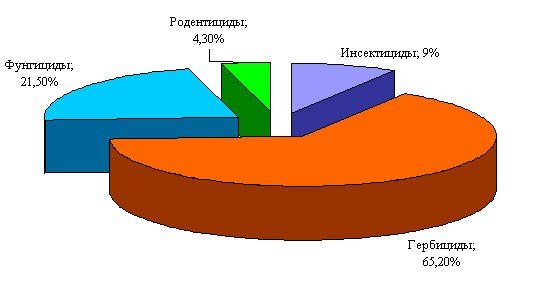 Родентициды;
4,30%
Инсектициды; 9%
Фунгициды;
21,50%
Гербициды;
65,20%